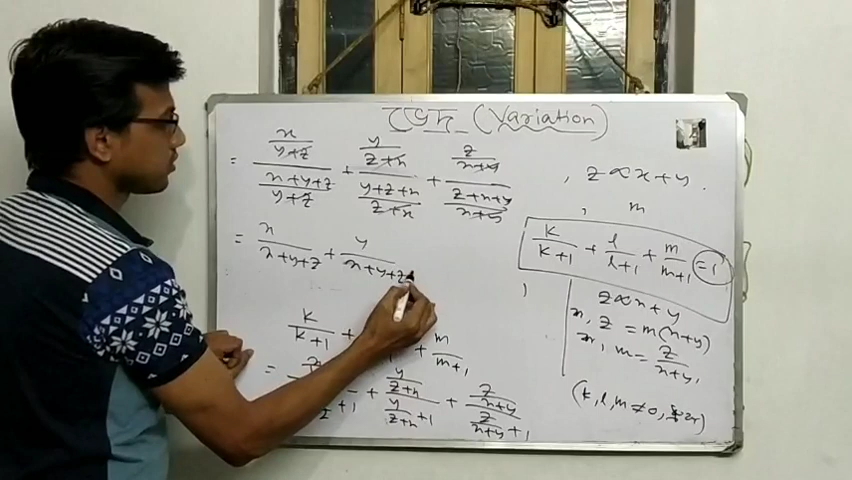 ভেদ (Variation)
= x/(y+z) / (x+y+z)/(y+z) + y/(z+x) / (y+z+x)/(z+x) + z/(x+y) / (z+x+y)/(x+y)
= x/(x+y+z) + y/(x+y+z)
k/(k+1) + + m/(m+1)
= + y/(z+x) / y/(z+x) + 1 + z/(x+y) / z/(x+y) + 1
, z ∝ x + y .
m
k/(k+1) + l/(l+1) + m/(m+1) = 1
z ∝ x + y
z = m(x+y)
m = z/(x+y)
(k, l, m ≠ 0,